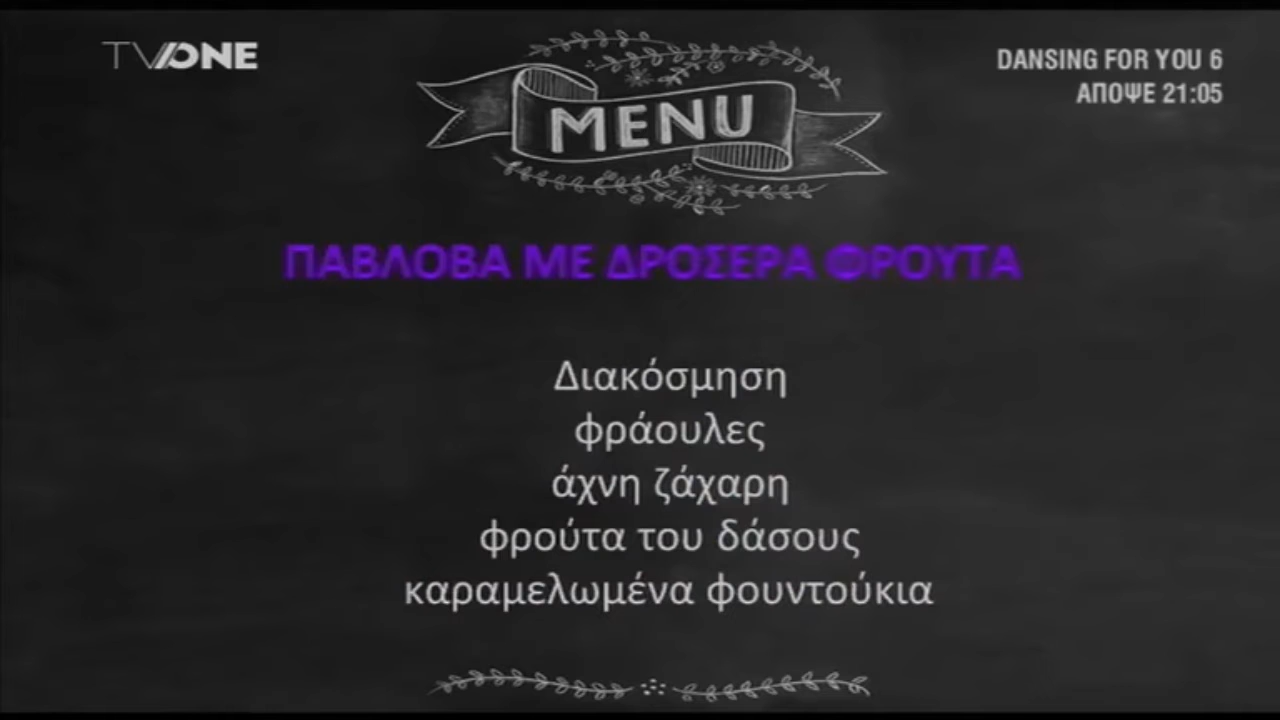 TVONE
DANSING FOR YOU 6
ΑΠΟΨΕ 21:05
MENU
ΠΑΒΛΟΒΑ ΜΕ ΔΡΟΣΕΡΑ ΦΡΟΥΤΑ
Διακόσμηση
φράουλες
άχνη ζάχαρη
φρούτα του δάσους
καραμελωμένα φουντούκια